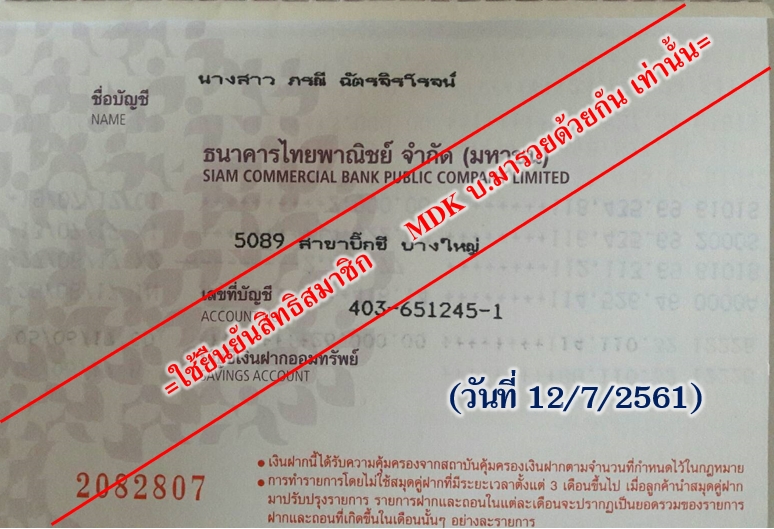 นางสาว ภรณี ฉัตรจิรโรจน์
ชื่อบัญชี
NAME
ธนาคารไทยพาณิชย์ จำกัด (มหาชน)
SIAM COMMERCIAL BANK PUBLIC COMPANY LIMITED
5089 สาขาบิ๊กซี บางใหญ่
เลขที่บัญชี
ACCOUNT
403-651245-1
เงินฝากออมทรัพย์
SAVINGS ACCOUNT
=ใช้ยืนยันสิทธิสมาชิก MDK บ.มารวยด้วยกัน เท่านั้น=
(วันที่ 12/7/2561)
2082807
• เงินฝากนี้ได้รับความคุ้มครองจากสถาบันคุ้มครองเงินฝากตามจำนวนที่กำหนดไว้ในกฎหมาย
• การทำรายการโดยไม่ใช้สมุดคู่ฝากที่มีระยะเวลาตั้งแต่ 3 เดือนขึ้นไป เมื่อลูกค้านำสมุดคู่ฝาก
มาปรับปรุงรายการ รายการฝากและถอนในแต่ละเดือนจะปรากฏเป็นยอดรวมของรายการ
ฝากและถอนที่เกิดขึ้นในเดือนนั้นๆ อย่างละรายการ